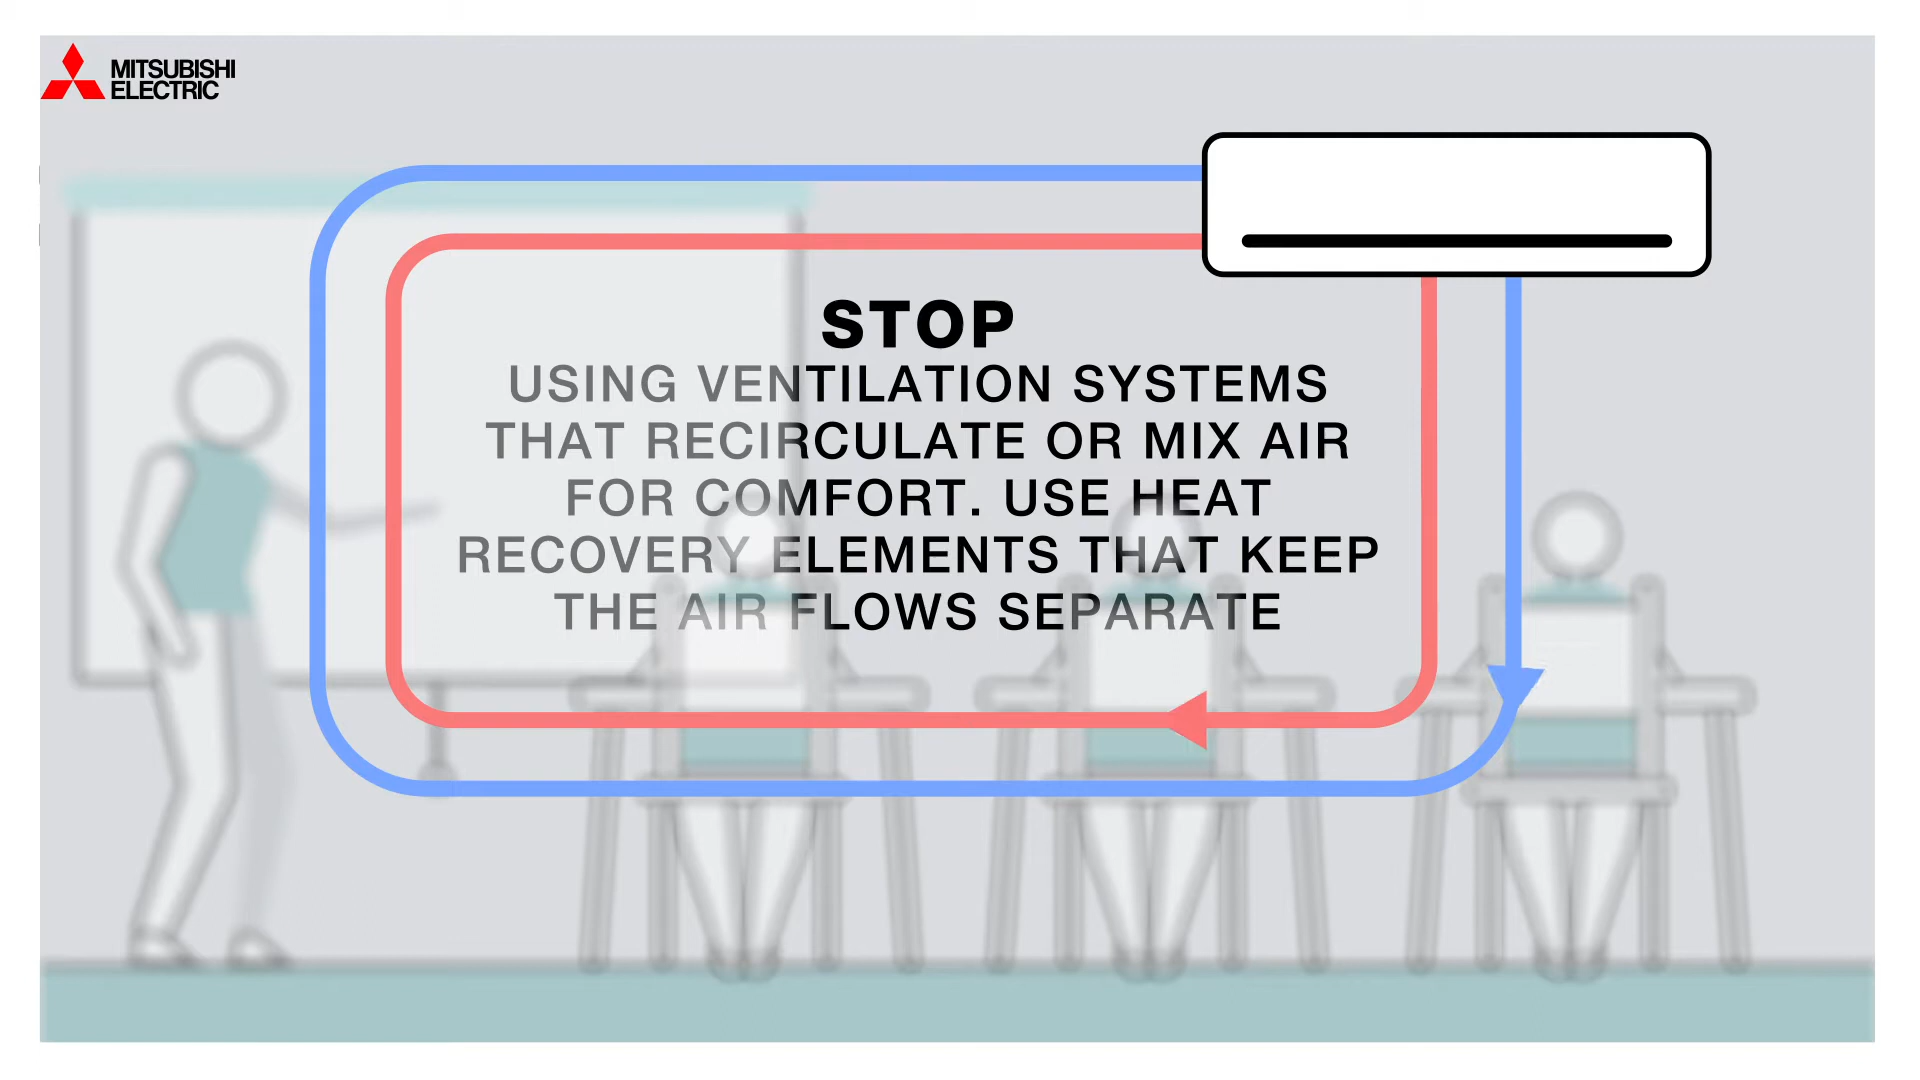 MITSUBISHI
ELECTRIC
STOP
USING VENTILATION SYSTEMS
THAT RECIRCULATE OR MIX AIR
FOR COMFORT. USE HEAT
RECOVERY ELEMENTS THAT KEEP
THE AIR FLOWS SEPARATE